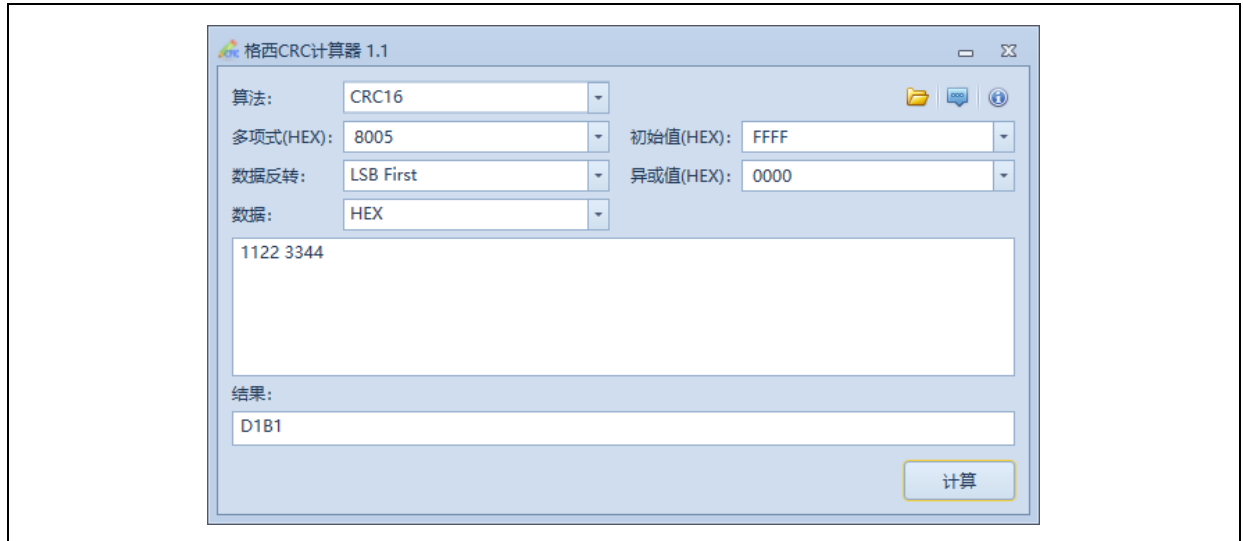 格西CRC计算器 1.1
算法: CRC16
多项式(HEX): 8005 初始值(HEX): FFFF
数据反转: LSB First 异或值(HEX): 0000
数据: HEX
1122 3344
结果:
D1B1
计算